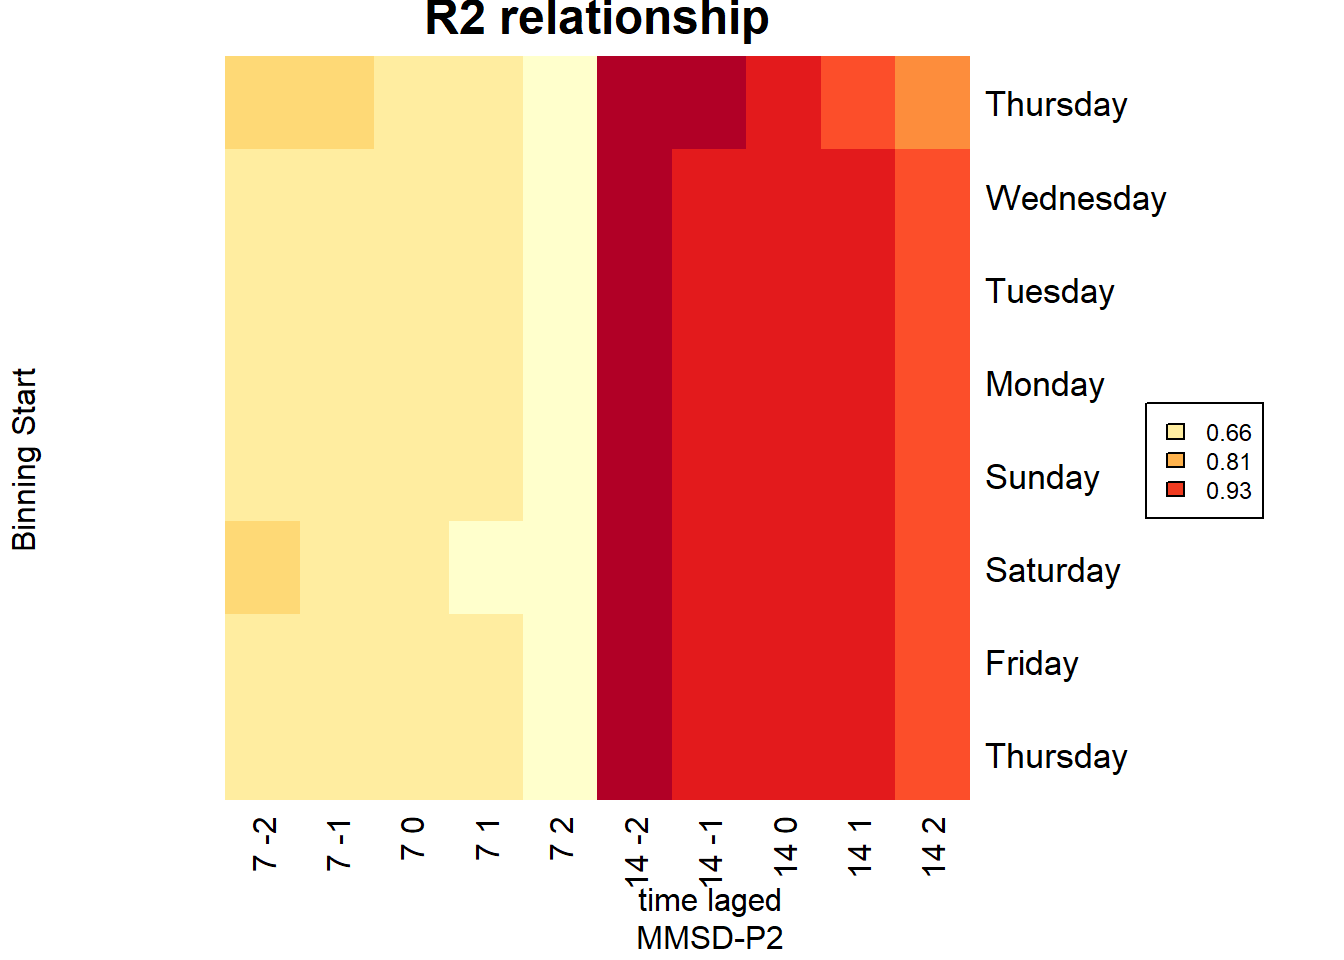 R2 relationship
Thursday
Wednesday
Tuesday
Monday
Sunday
Saturday
Friday
Thursday
Binning Start
0.66
0.81
0.93
7 -2
7 -1
7 0
7 1
7 2
14 -2
14 -1
14 0
14 1
14 2
time laged
MMSD-P2